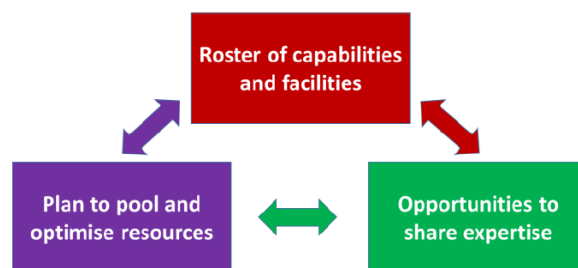 Roster of capabilities
and facilities
Plan to pool and
optimise resources
Opportunities to
share expertise